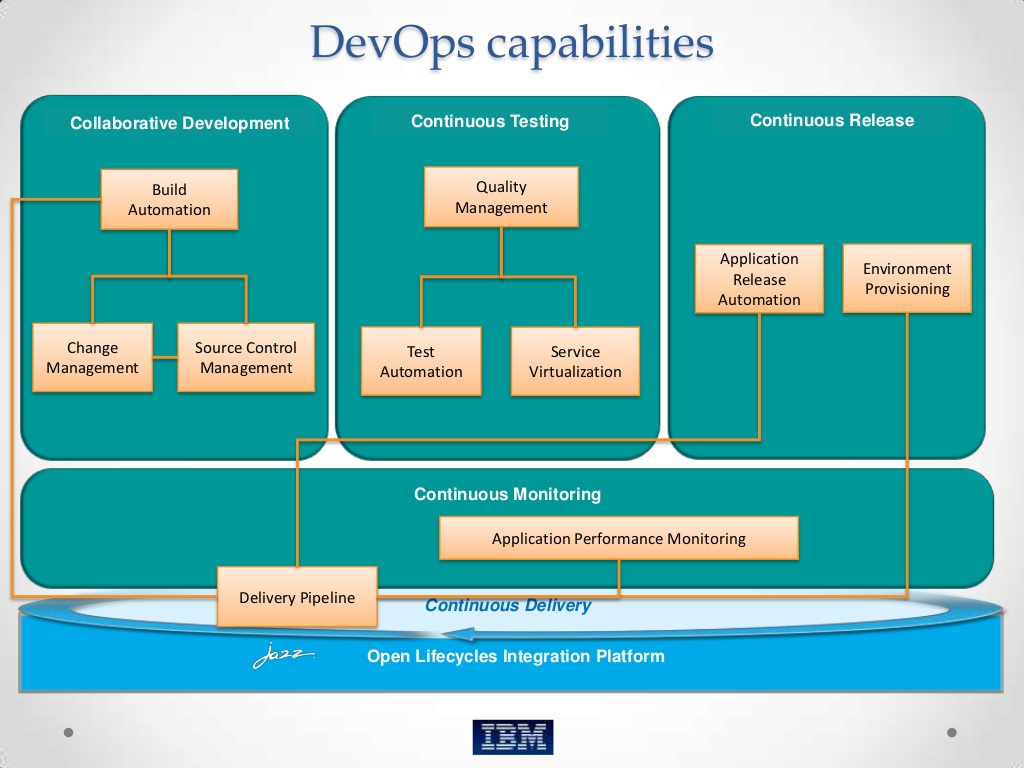 DevOps capabilities
Collaborative Development
Continuous Testing
Continuous Release
Build
Automation
Quality
Management
Application
Release
Automation
Environment
Provisioning
Change
Management
Source Control
Management
Test
Automation
Service
Virtualization
Continuous Monitoring
Application Performance Monitoring
Delivery Pipeline
Continuous Delivery
jazz
Open Lifecycles Integration Platform
IBM